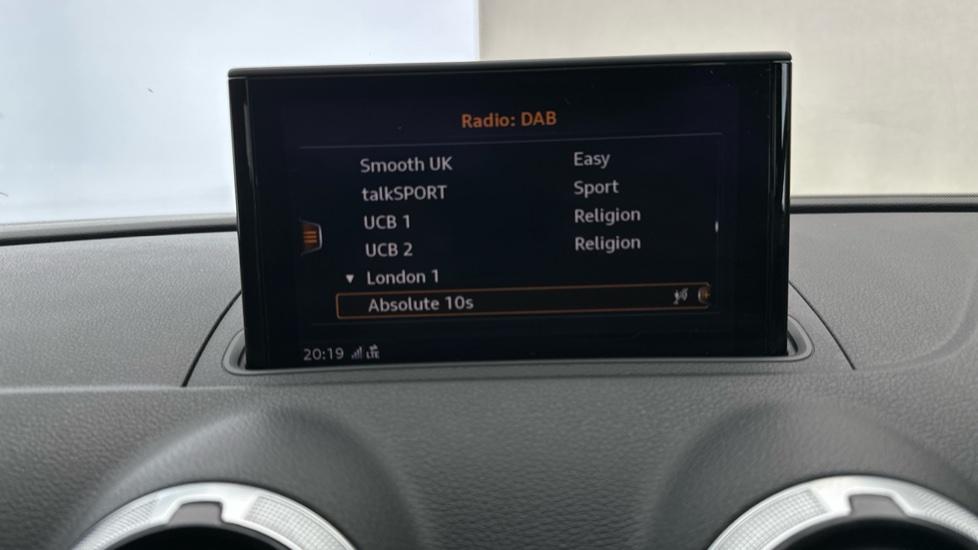 Radio: DAB
Smooth UK Easy
talkSPORT Sport
UCB 1 Religion
UCB 2 Religion
▼ London 1
Absolute 10s
20:19 LTE